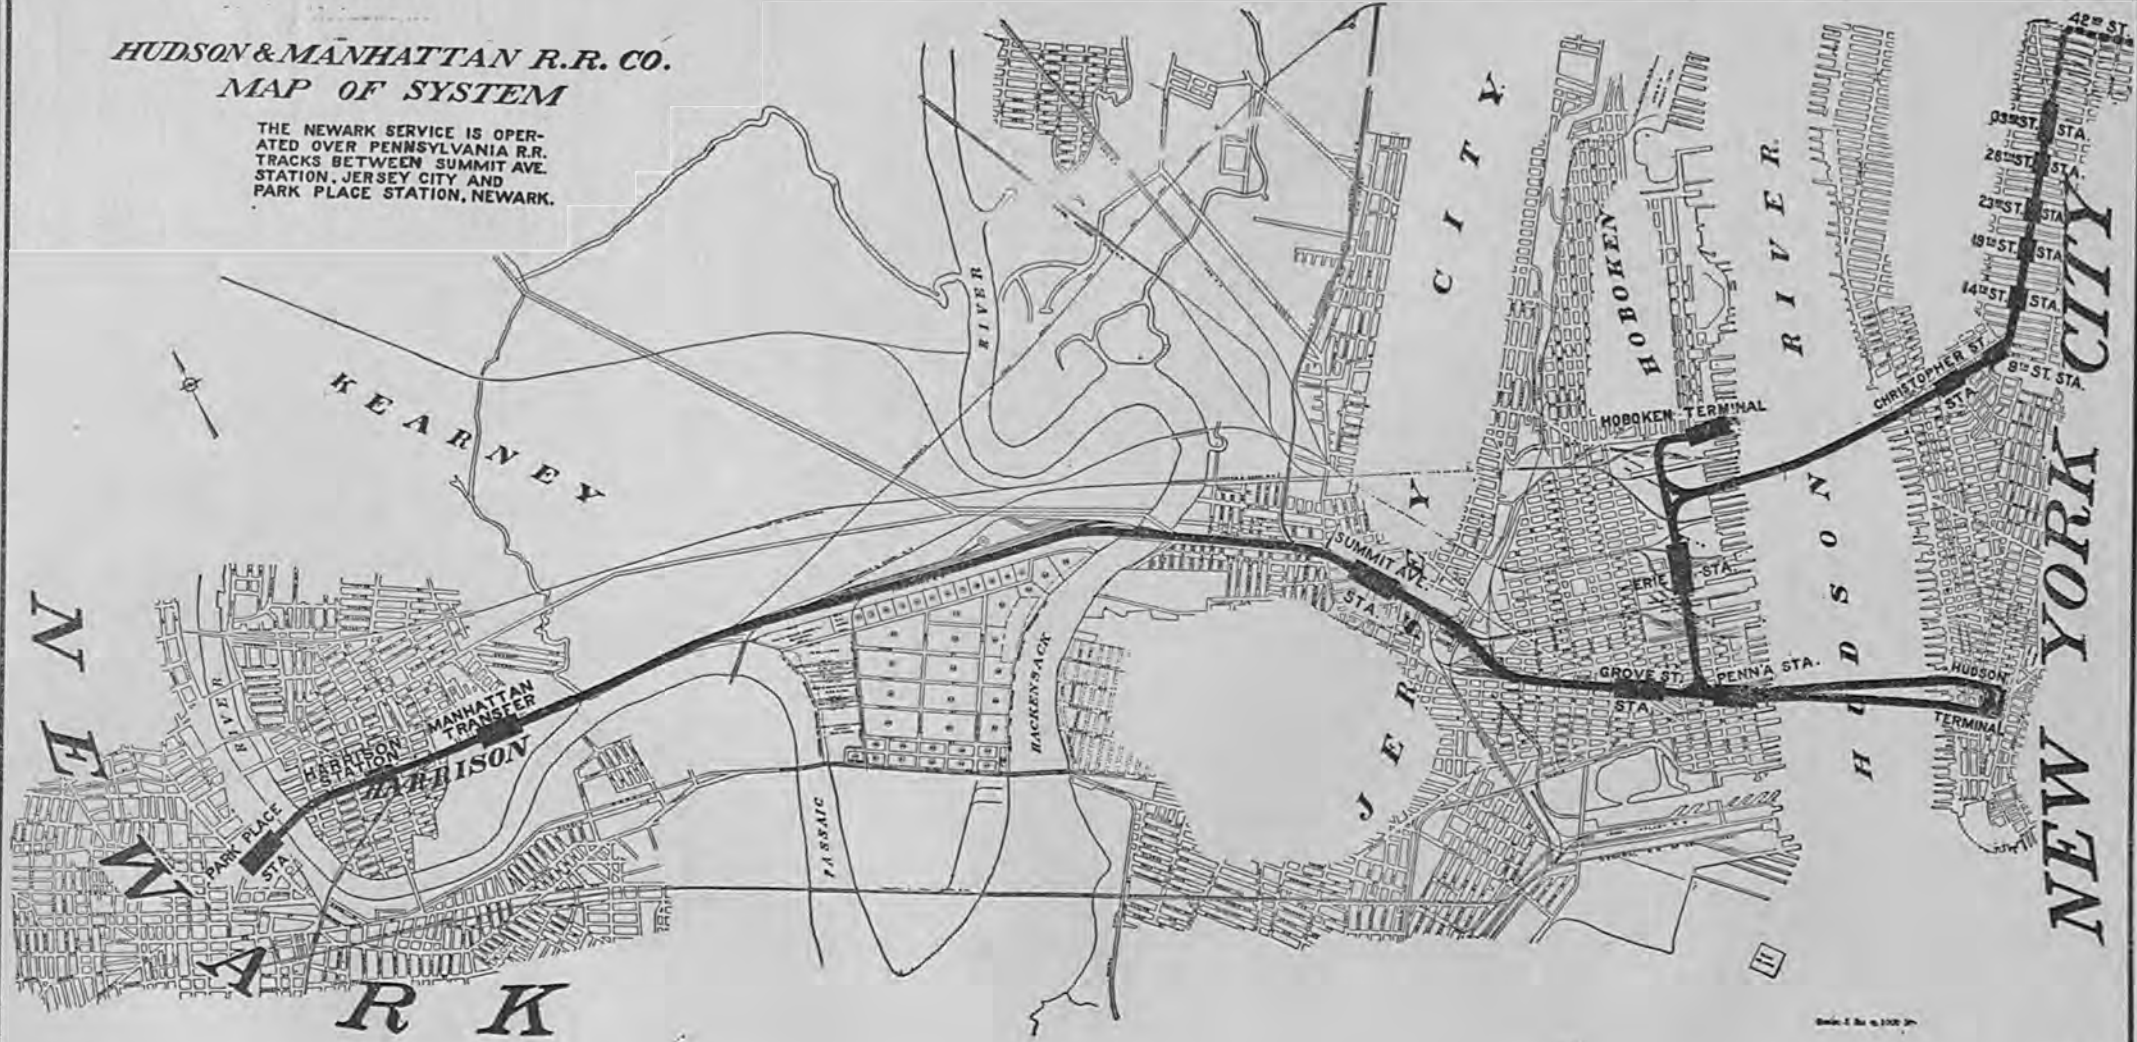 HUDSON & MANHATTAN R.R. CO.
MAP OF SYSTEM
THE NEWARK SERVICE IS OPER-
ATED OVER PENNSYLVANIA R.R.
TRACKS BETWEEN SUMMIT AVE.
STATION, JERSEY CITY AND
PARK PLACE STATION, NEWARK.
KEARNEY
NEWARK
RIVER
PARK PLACE
STA.
HARRISON
STATION
HARRISON
MANHATTAN
TRANSFER
PASSAIC
HACKENSACK
RIVER
JERSEY
CITY
SUMMIT AVE.
STA.
GROVE ST.
STA.
PENN'A STA.
ERIE STA.
HOBOKEN
HOBOKEN TERMINAL
HUDSON
RIVER
HUDSON
TERMINAL
CHRISTOPHER ST.
STA.
9TH ST. STA.
14TH ST. STA.
19TH ST. STA.
23RD ST. STA.
28TH ST. STA.
33RD ST. STA.
42ND ST.
NEW YORK CITY